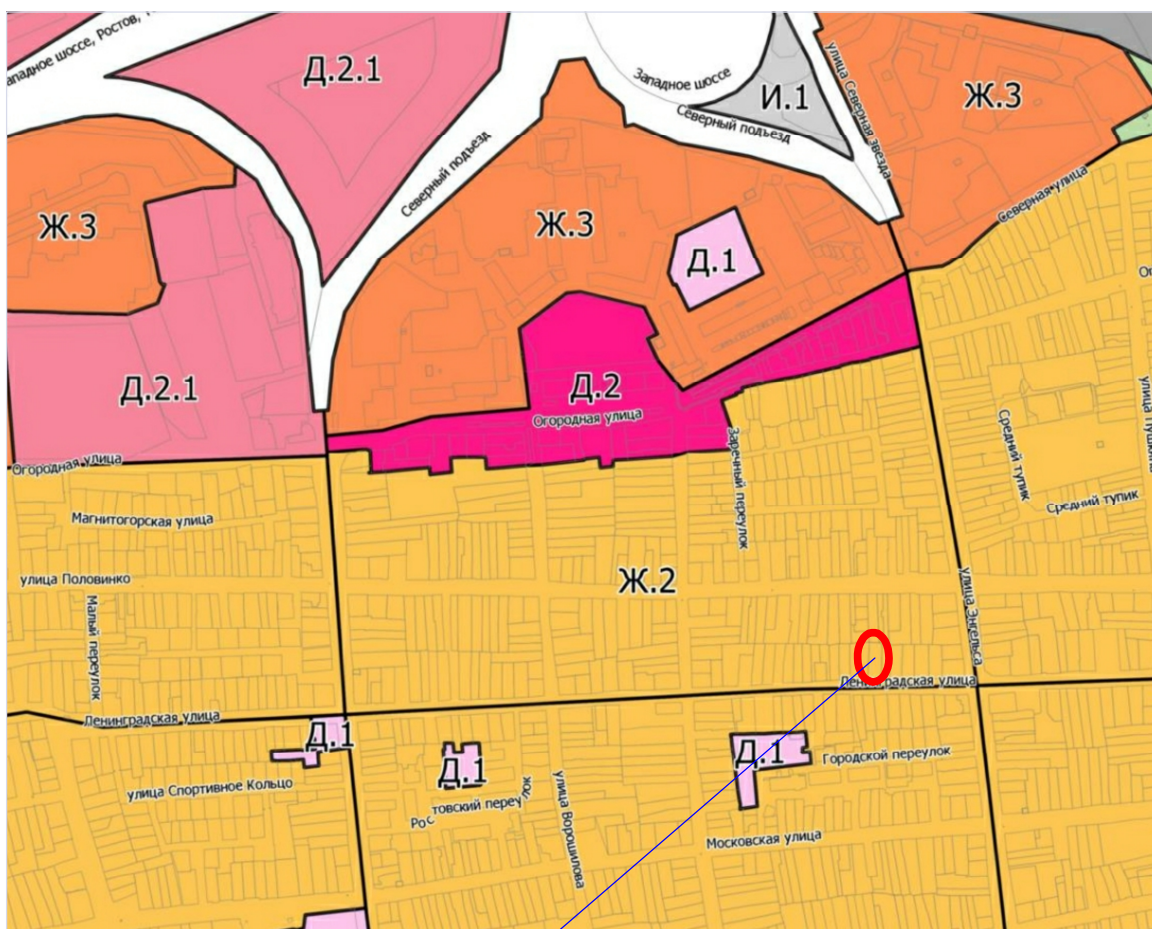 Западное шоссе, Ростов,
Д.2.1
Западное шоссе
И.1
Северный подъезд
улица Северная звезда
Ж.3
Северный подъезд
Северная улица
Ж.3
Ж.3
Д.1
Д.2.1
Д.2
Огородная улица
Заречный переулок
Средний тупик
Средний тупик
Огородная улица
Магнитогорская улица
улица Половинко
Малый переулок
Ж.2
улица Энгельса
Ленинградская улица
Ленинградская улица
Д.1
Д.1
Д.1
Городской переулок
улица Спортивное Кольцо
Ростовский переулок
улица Ворошилова
Московская улица